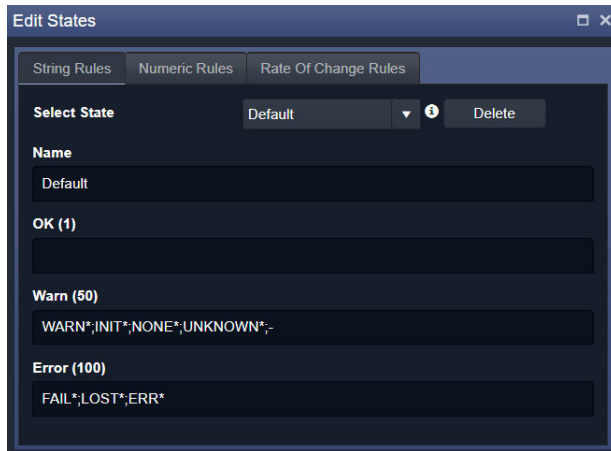 Edit States
String Rules Numeric Rules Rate Of Change Rules
Select State Default Delete
Name
Default
OK (1)
Warn (50)
WARN*;INIT*;NONE*;UNKNOWN*;-
Error (100)
FAIL*;LOST*;ERR*